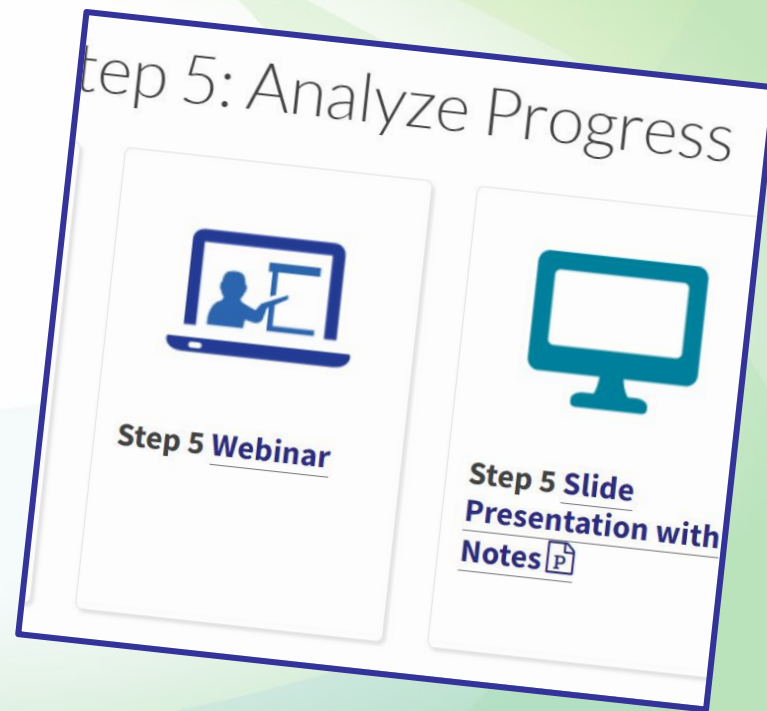 tep 5: Analyze Progress
Step 5 Webinar
Step 5 Slide
Presentation with
Notes P